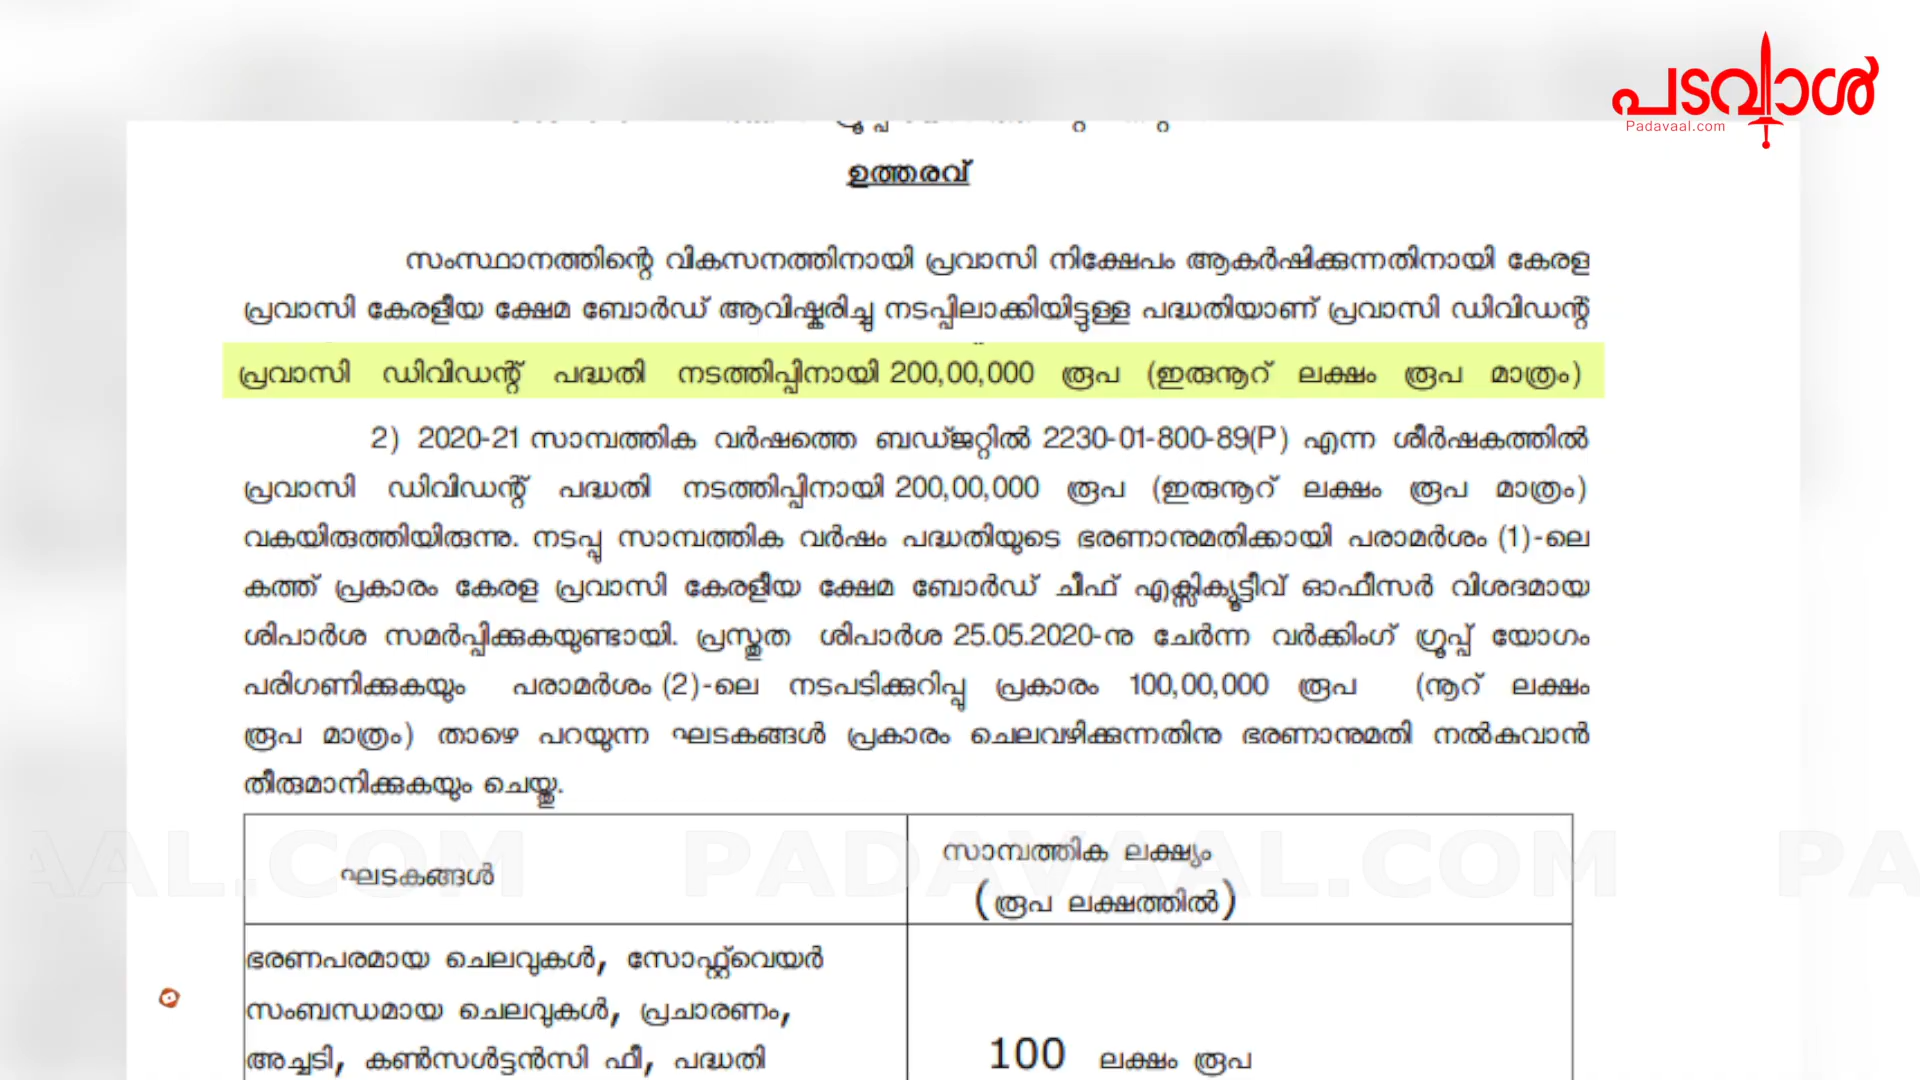 പടവാൾ
Padavaal.com
ഉത്തരവ്
സംസ്ഥാനത്തിന്റെ വികസനത്തിനായി പ്രവാസി നിക്ഷേപം ആകർഷിക്കുന്നതിനായി കേരള
പ്രവാസി കേരളീയ ക്ഷേമ ബോർഡ് ആവിഷ്കരിച്ചു നടപ്പിലാക്കിയിട്ടുള്ള പദ്ധതിയാണ് പ്രവാസി ഡിവിഡന്റ്
പ്രവാസി ഡിവിഡന്റ് പദ്ധതി നടത്തിപ്പിനായി 200,00,000 രൂപ (ഇരുനൂറ് ലക്ഷം രൂപ മാത്രം)
2) 2020-21 സാമ്പത്തിക വർഷത്തെ ബഡ്ജറ്റിൽ 2230-01-800-89(P) എന്ന ശീർഷകത്തിൽ
പ്രവാസി ഡിവിഡന്റ് പദ്ധതി നടത്തിപ്പിനായി 200,00,000 രൂപ (ഇരുനൂറ് ലക്ഷം രൂപ മാത്രം)
വകയിരുത്തിയിരുന്നു. നടപ്പു സാമ്പത്തിക വർഷം പദ്ധതിയുടെ ഭരണാനുമതിക്കായി പരാമർശം (1)-ലെ
കത്ത് പ്രകാരം കേരള പ്രവാസി കേരളീയ ക്ഷേമ ബോർഡ് ചീഫ് എക്സിക്യൂട്ടീവ് ഓഫീസർ വിശദമായ
ശിപാർശ സമർപ്പിക്കുകയുണ്ടായി. പ്രസ്തുത ശിപാർശ 25.05.2020-നു ചേർന്ന വർക്കിംഗ് ഗ്രൂപ്പ് യോഗം
പരിഗണിക്കുകയും പരാമർശം (2)-ലെ നടപടിക്കുറിപ്പു പ്രകാരം 100,00,000 രൂപ (നൂറ് ലക്ഷം
രൂപ മാത്രം) താഴെ പറയുന്ന ഘടകങ്ങൾ പ്രകാരം ചെലവഴിക്കുന്നതിനു ഭരണാനുമതി നൽകുവാൻ
തീരുമാനിക്കുകയും ചെയ്തു.
ഘടകങ്ങൾ
സാമ്പത്തിക ലക്ഷ്യം
(രൂപ ലക്ഷത്തിൽ)
AAL.COM PADAVAAL.COM PA
ഭരണപരമായ ചെലവുകൾ, സോഫ്റ്റ്‌വെയർ
സംബന്ധമായ ചെലവുകൾ, പ്രചാരണം,
അച്ചടി, കൺസൾട്ടൻസി ഫീ, പദ്ധതി
100 ലക്ഷം രൂപ